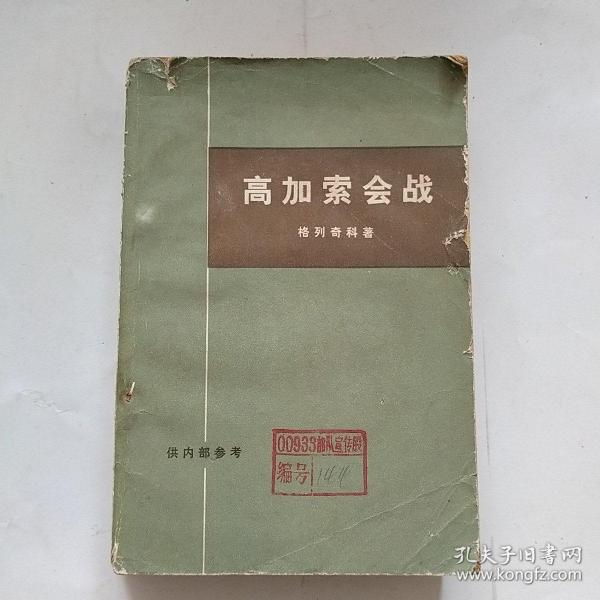 高加索会战
格列奇科著
供内部参考
00933部队宣传股
编号 144
孔夫子旧书网
www.kongfz.com